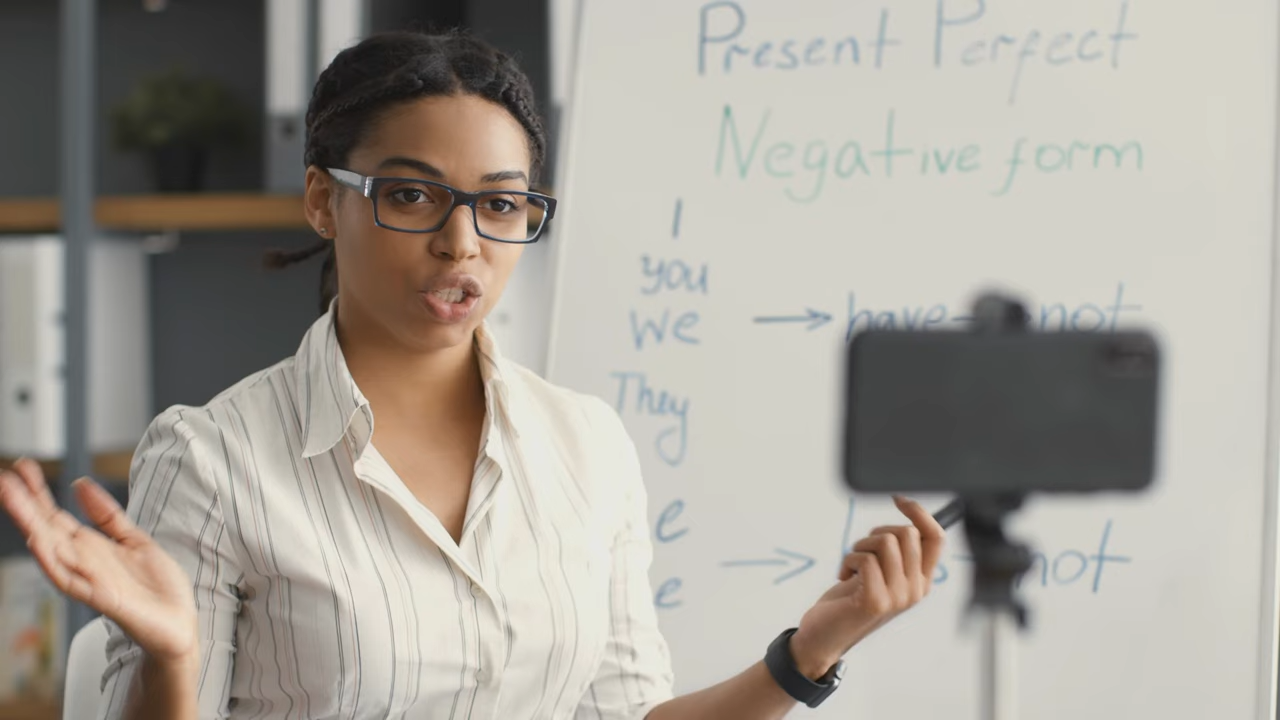 Present Perfect
Negative form
I
you
We → have not
They
e
→ not
e